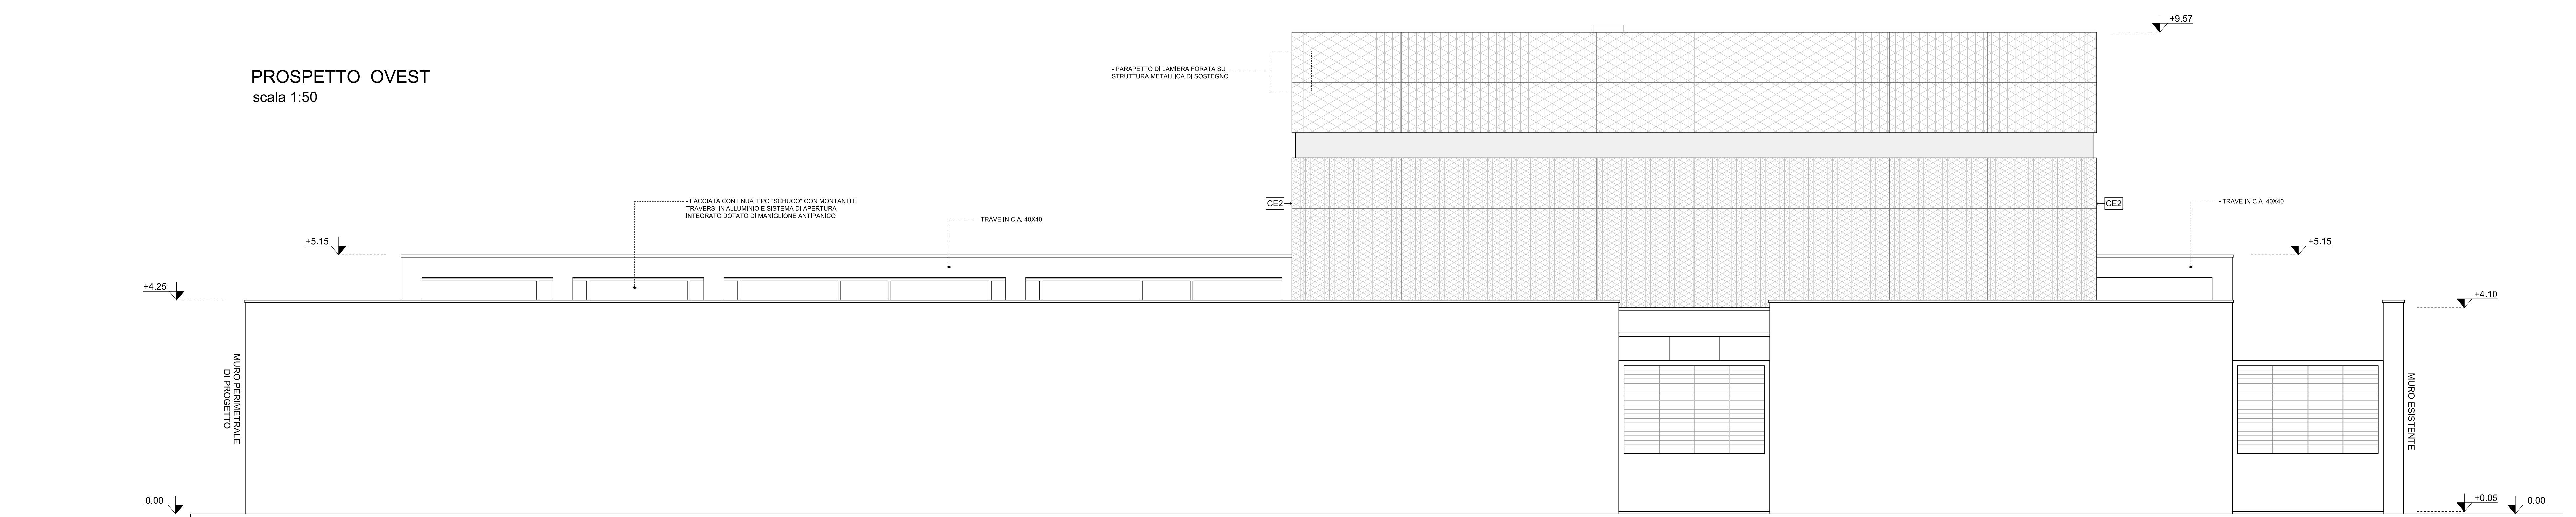 +9.57
PROSPETTO OVEST
scala 1:50
- PARAPETTO DI LAMIERA FORATA SU
STRUTTURA METALLICA DI SOSTEGNO
- FACCIATA CONTINUA TIPO "SCHUCO" CON MONTANTI E
TRAVERSI IN ALLUMINIO E SISTEMA DI APERTURA
INTEGRATO DOTATO DI MANIGLIONE ANTIPANICO
- TRAVE IN C.A. 40X40
CE2
CE2
- TRAVE IN C.A. 40X40
+5.15
+5.15
+4.25
+4.10
MURO PERIMETRALE
DI PROGETTO
MURO ESISTENTE
0.00
+0.05
0.00